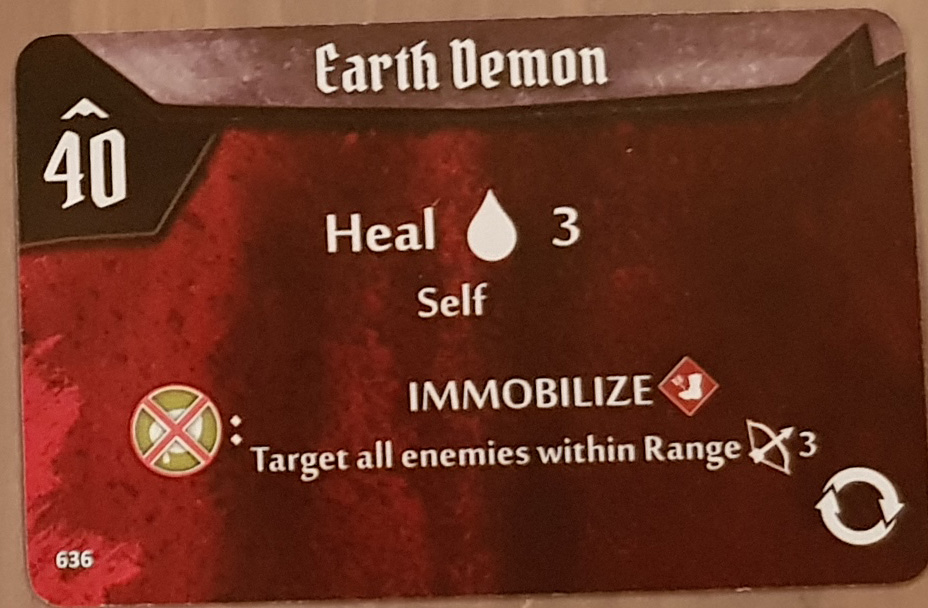 Earth Demon
40
Heal 3
Self
IMMOBILIZE
: Target all enemies within Range 3
636